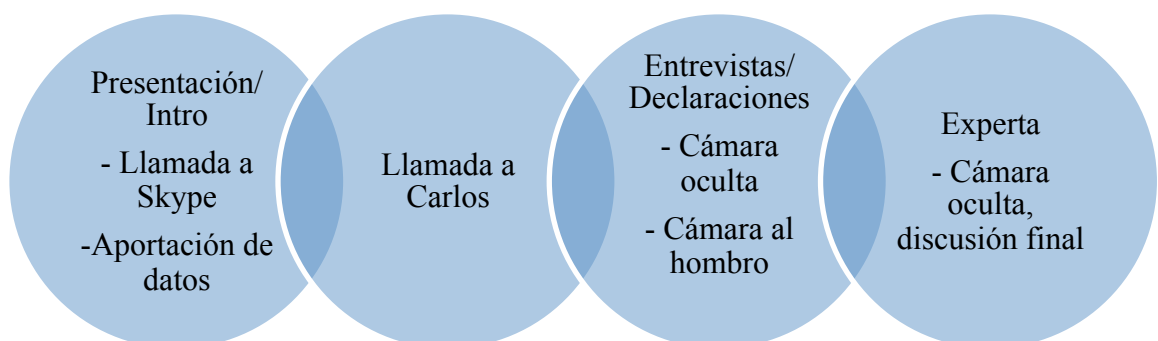 Presentación/
Intro
- Llamada a
Skype
-Aportación de
datos
Llamada a
Carlos
Entrevistas/
Declaraciones
- Cámara
oculta
- Cámara al
hombro
Experta
- Cámara
oculta,
discusión final